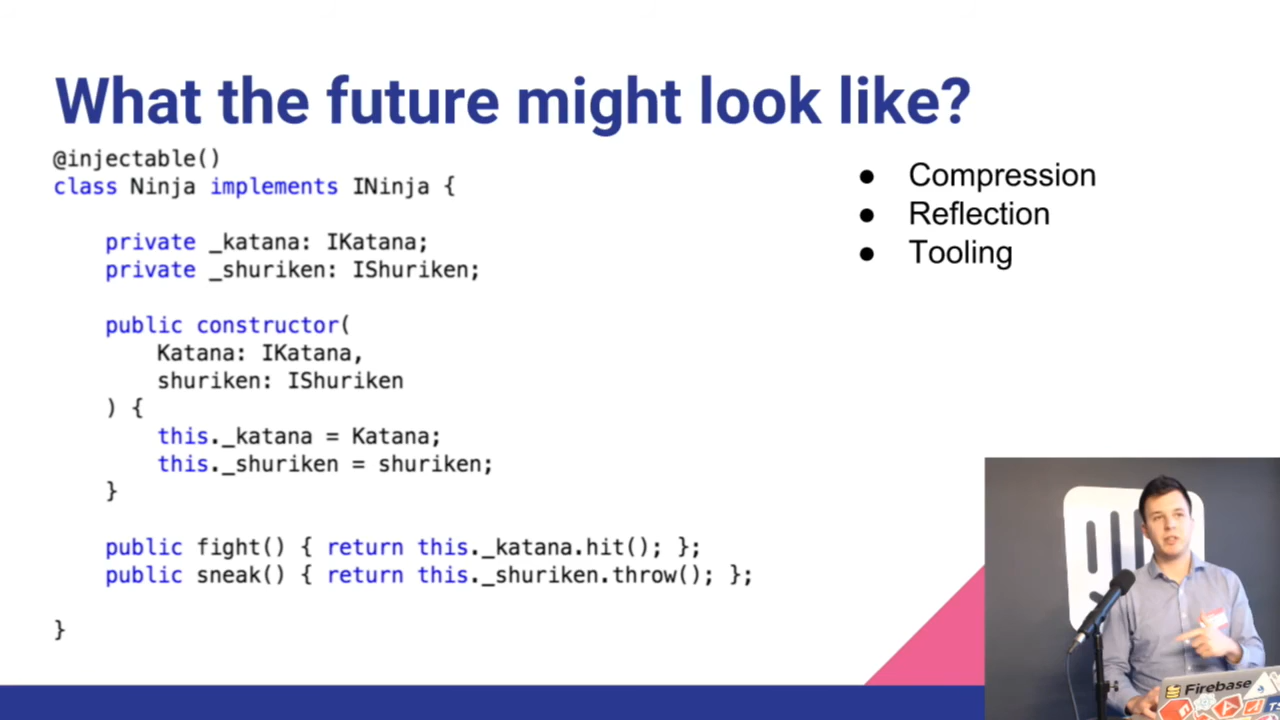 What the future might look like?
@injectable()
class Ninja implements INinja {
private _katana: IKatana;
private _shuriken: IShuriken;
public constructor(
Katana: IKatana,
shuriken: IShuriken
) {
this._katana = Katana;
this._shuriken = shuriken;
}
public fight() { return this._katana.hit(); };
public sneak() { return this._shuriken.throw(); };
}
● Compression
● Reflection
● Tooling
Firebase